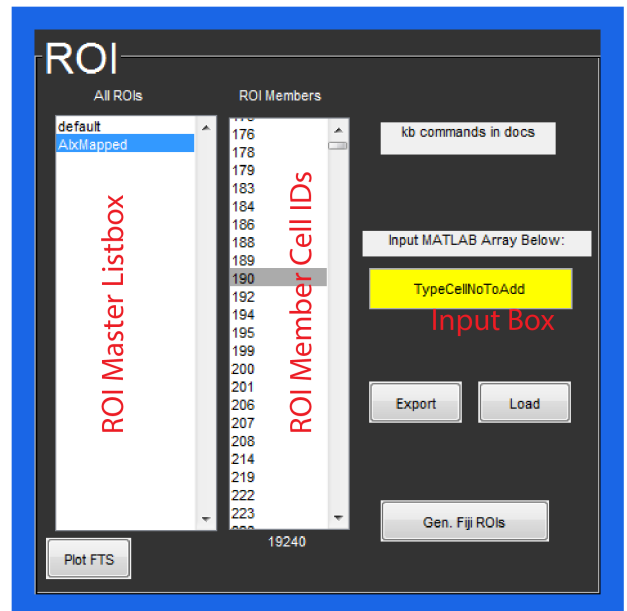 ROI
All ROIs
ROI Members
default
AlxMapped
176
178
179
183
184
186
188
189
190
192
194
195
199
200
201
206
207
208
214
219
222
223
19240
ROI Master Listbox
ROI Member Cell IDs
kb commands in docs
Input MATLAB Array Below:
TypeCellNoToAdd
Input Box
Export
Load
Gen. Fiji ROIs
Plot FTS